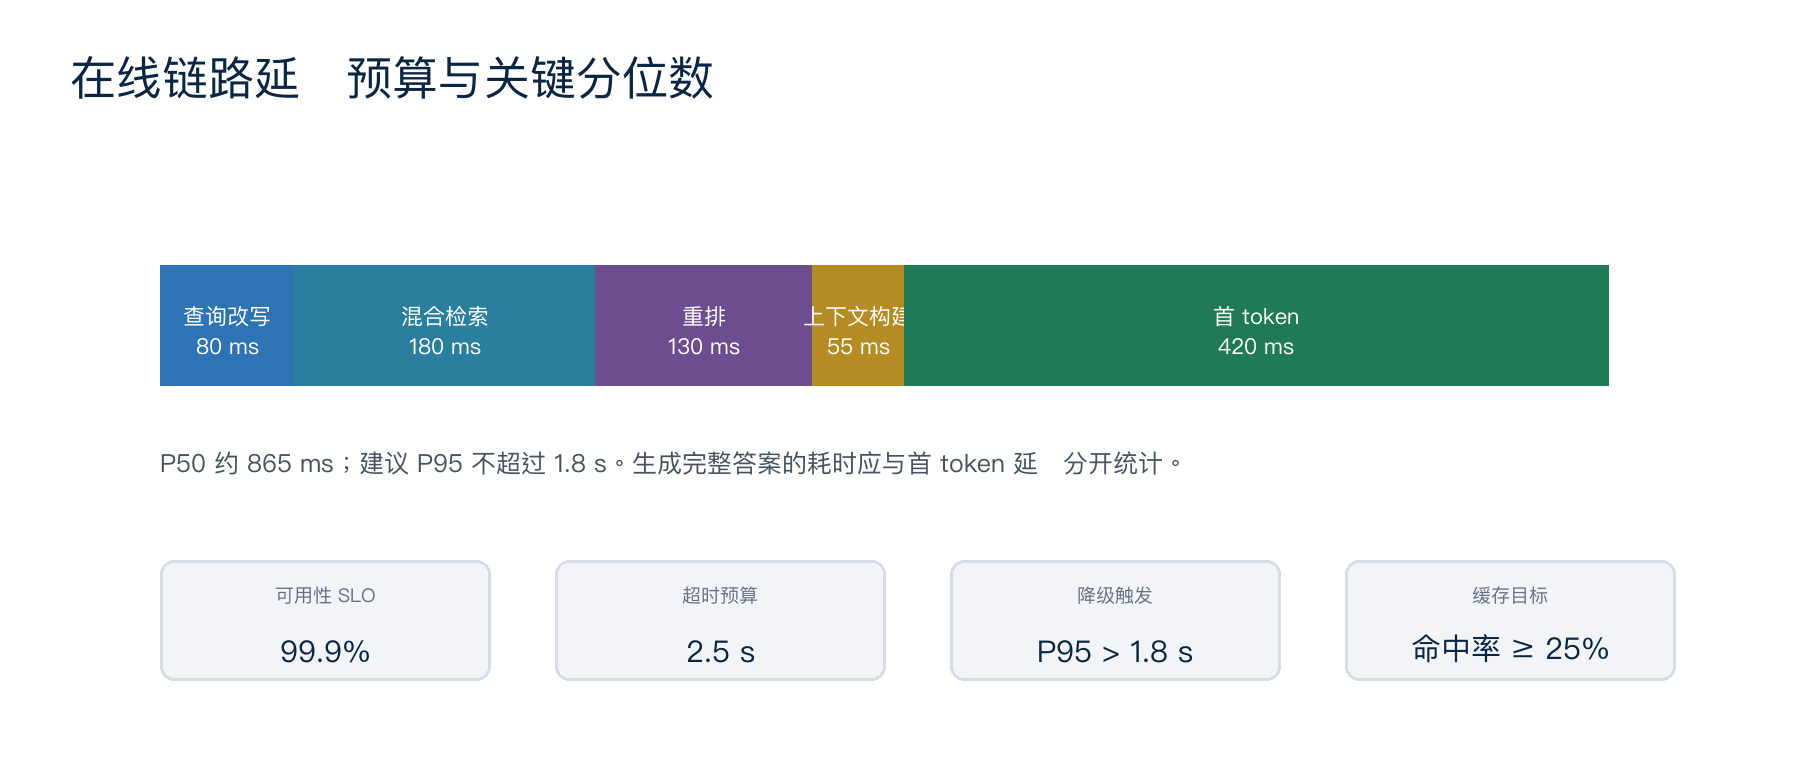 在线链路延　预算与关键分位数
查询改写
80 ms
混合检索
180 ms
重排
130 ms
上下文构建
55 ms
首 token
420 ms
P50 约 865 ms；建议 P95 不超过 1.8 s。生成完整答案的耗时应与首 token 延　分开统计。
可用性 SLO
99.9%
超时预算
2.5 s
降级触发
P95 > 1.8 s
缓存目标
命中率 ≥ 25%